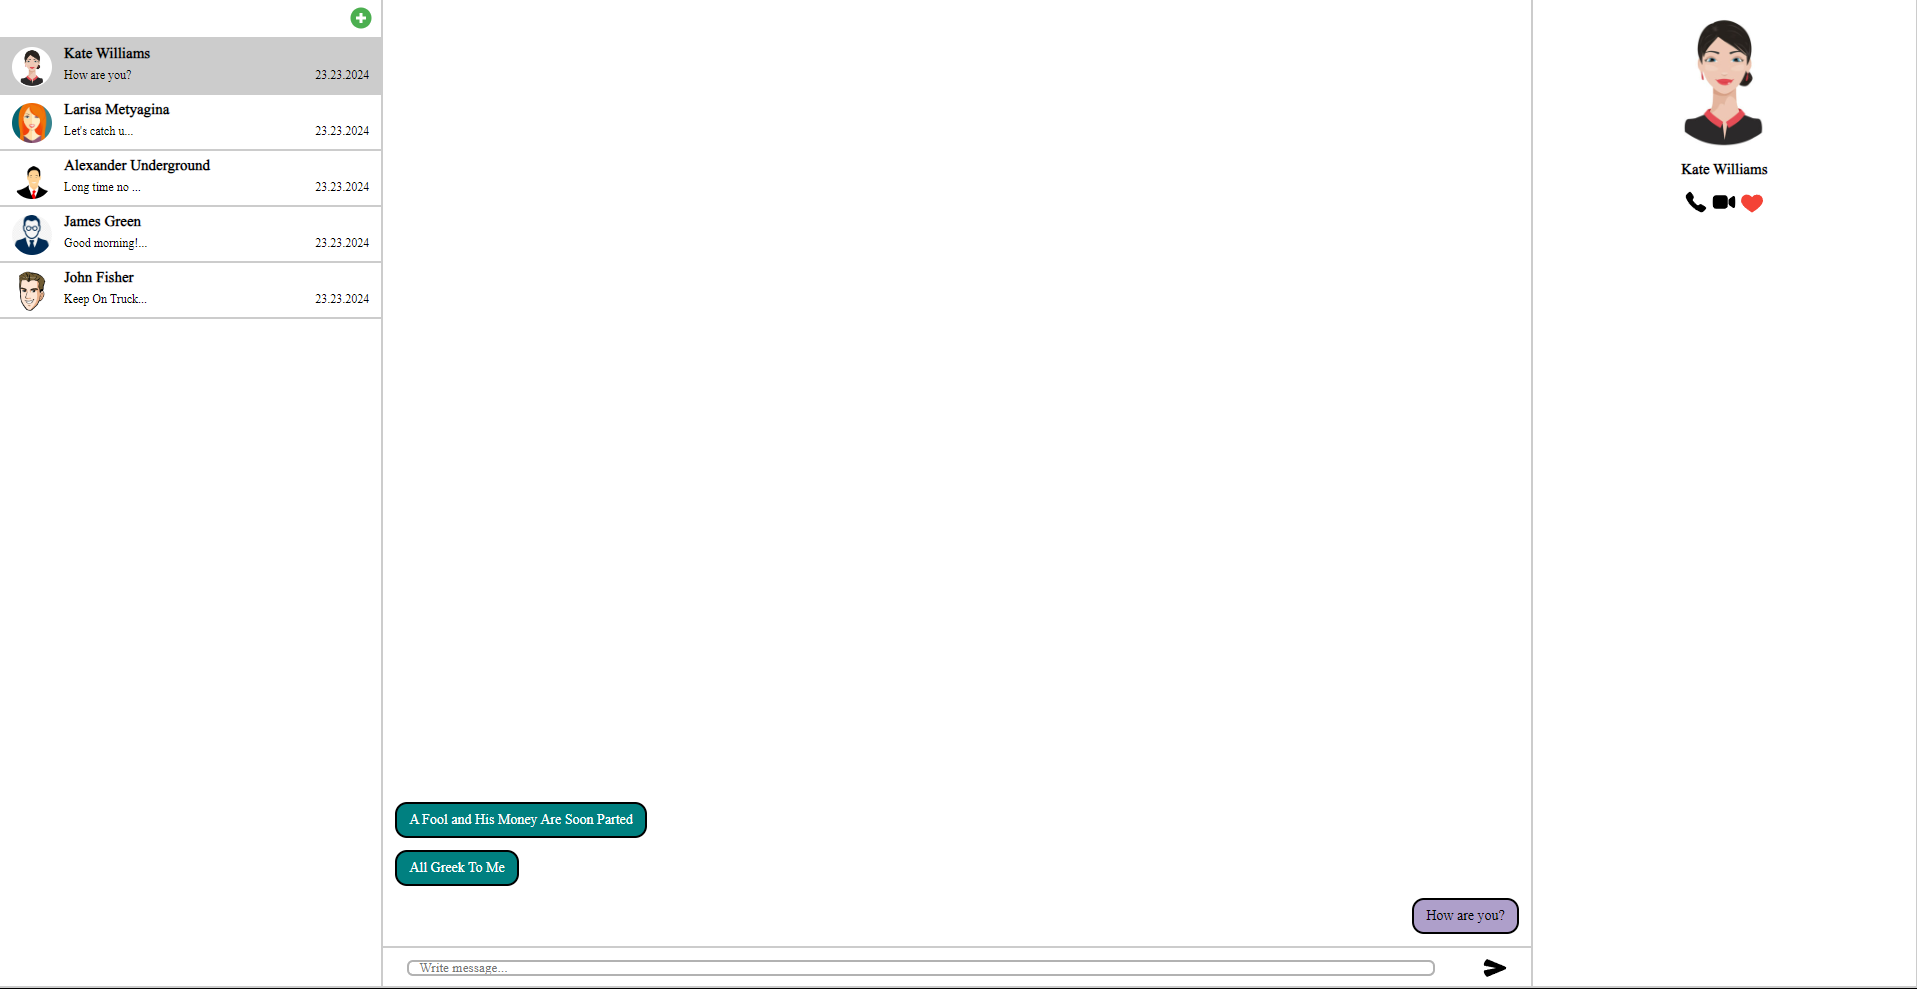 Kate Williams
How are you?
23.23.2024
Larisa Metyagina
Let's catch u...
23.23.2024
Alexander Underground
Long time no ...
23.23.2024
James Green
Good morning!...
23.23.2024
John Fisher
Keep On Truck...
23.23.2024
A Fool and His Money Are Soon Parted
All Greek To Me
How are you?
Write message...
Kate Williams